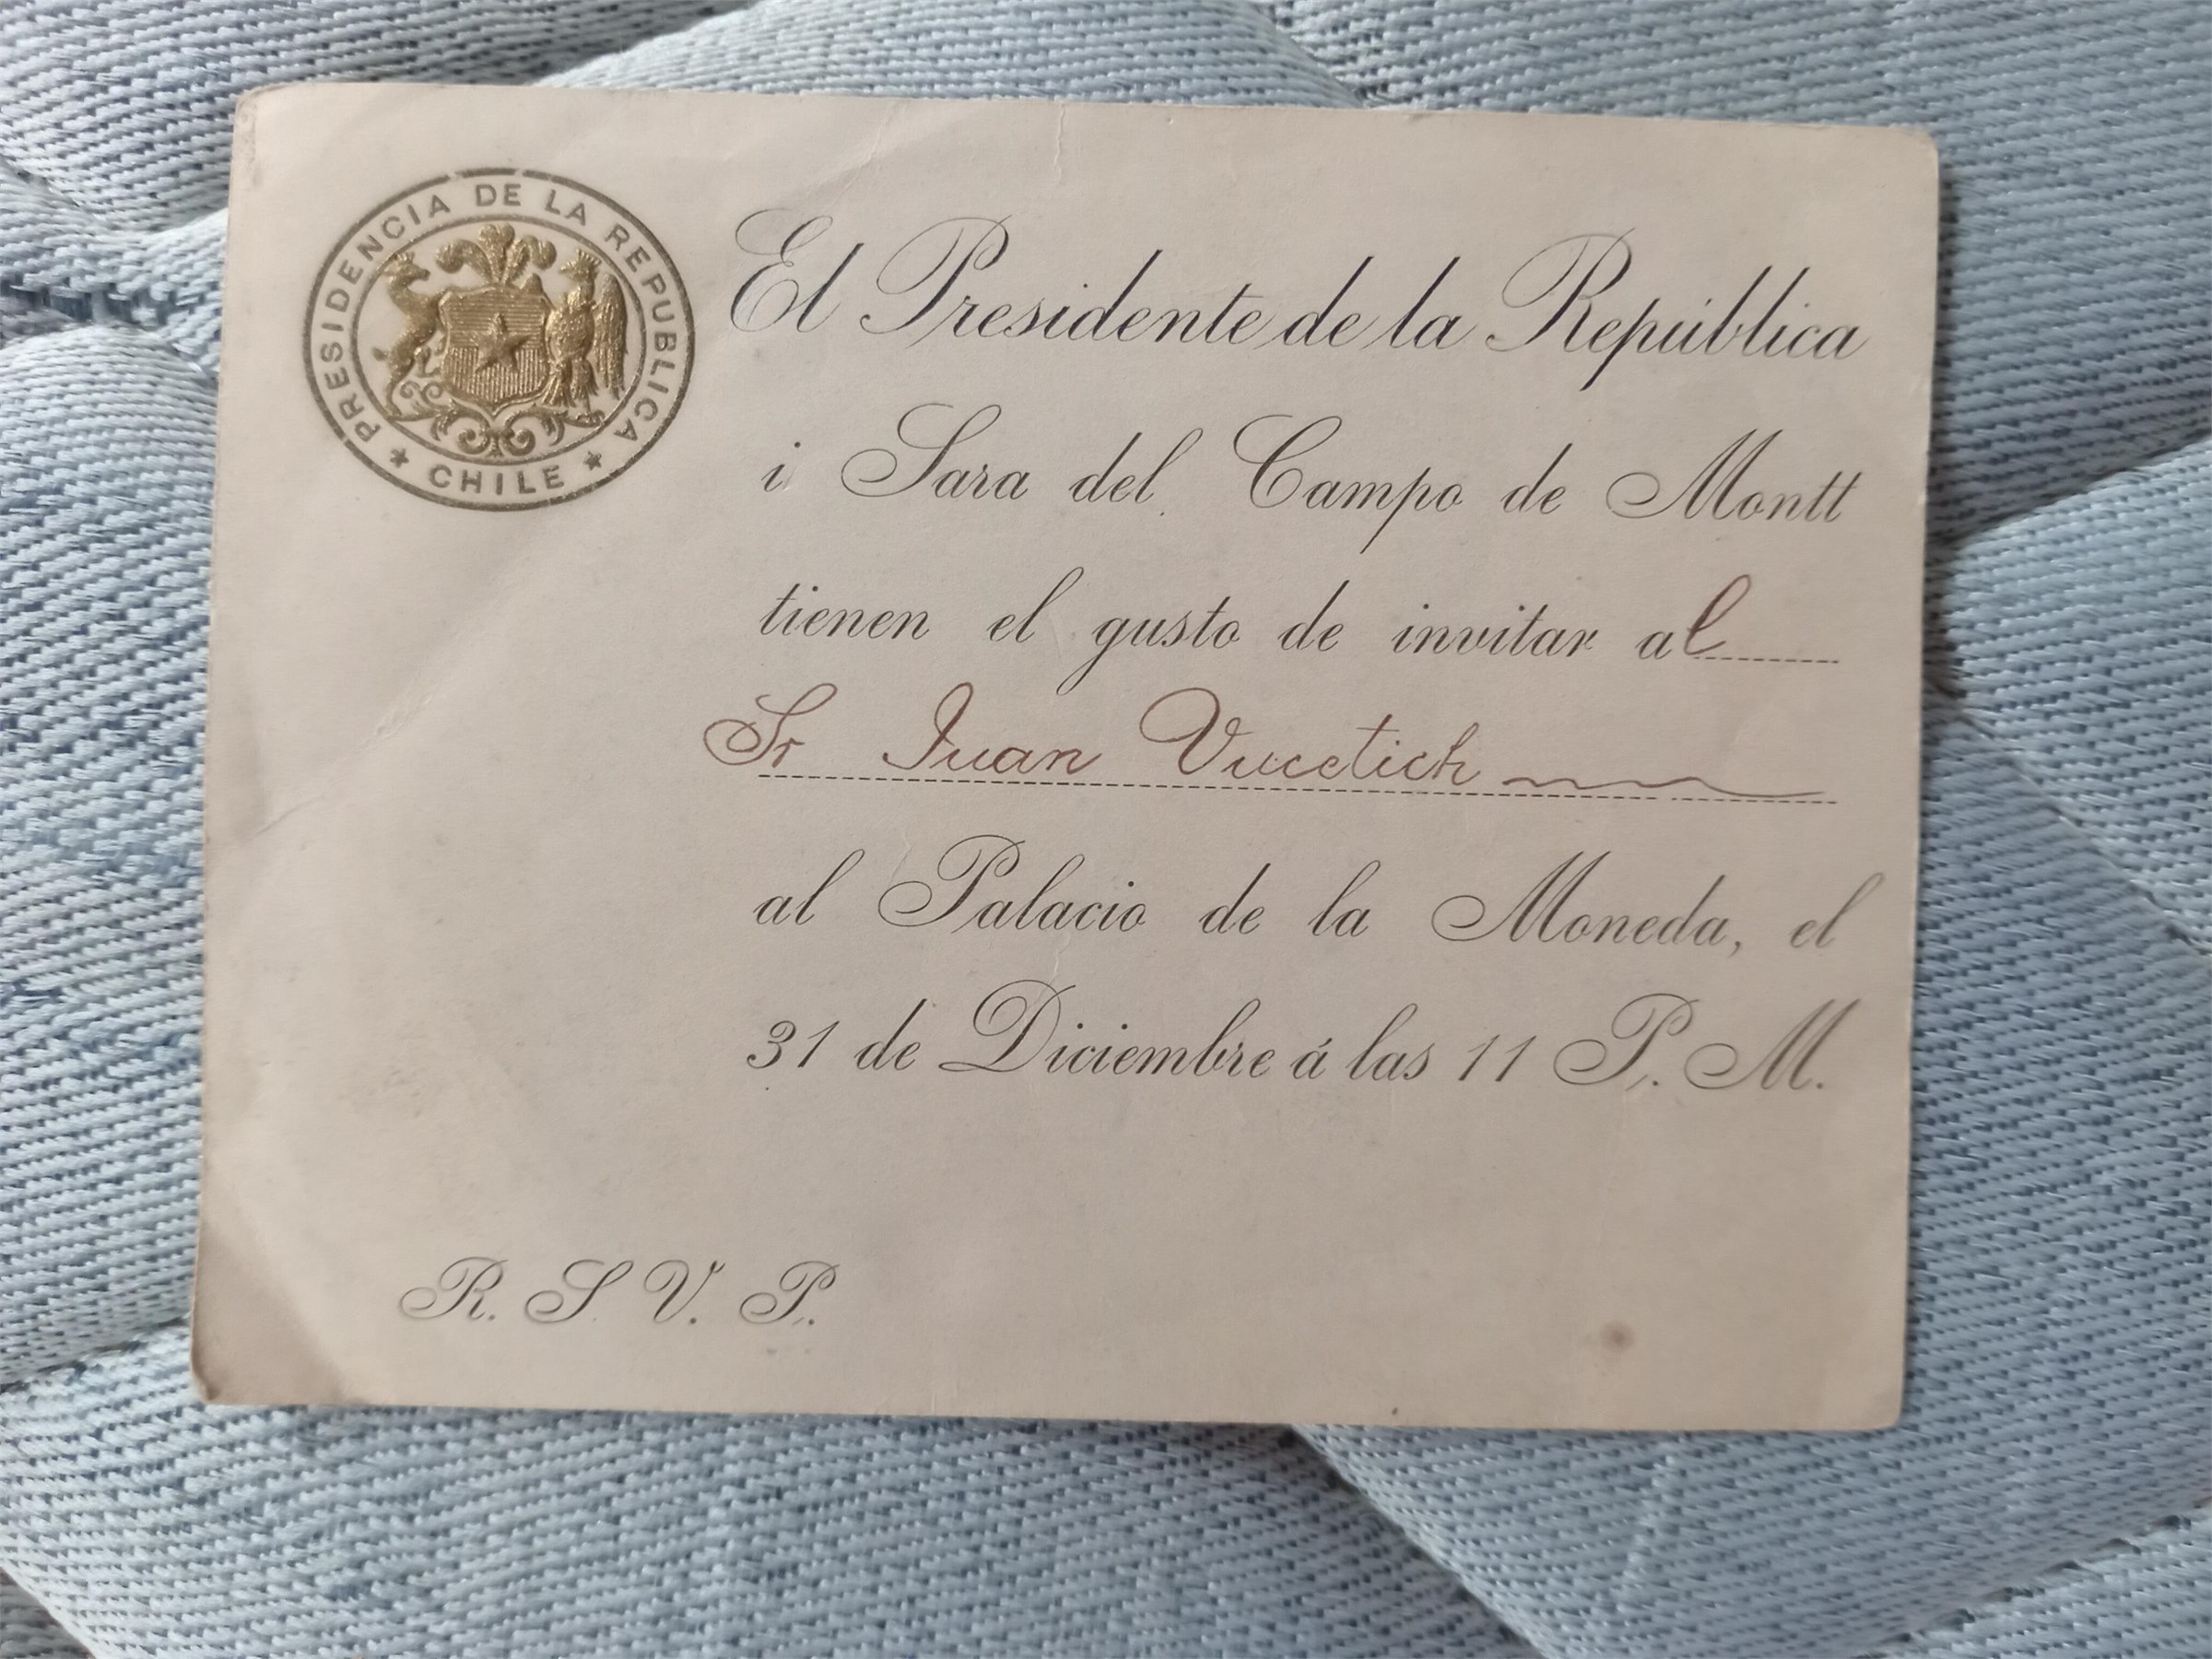 PRESIDENCIA DE LA REPUBLICA
★ CHILE ★
El Presidente de la República
i Sara del Campo de Montt
tienen el gusto de invitar al
Sr Juan Vucetich
al Palacio de la Moneda, el
31 de Diciembre á las 11 P. M.
R. S. V. P.